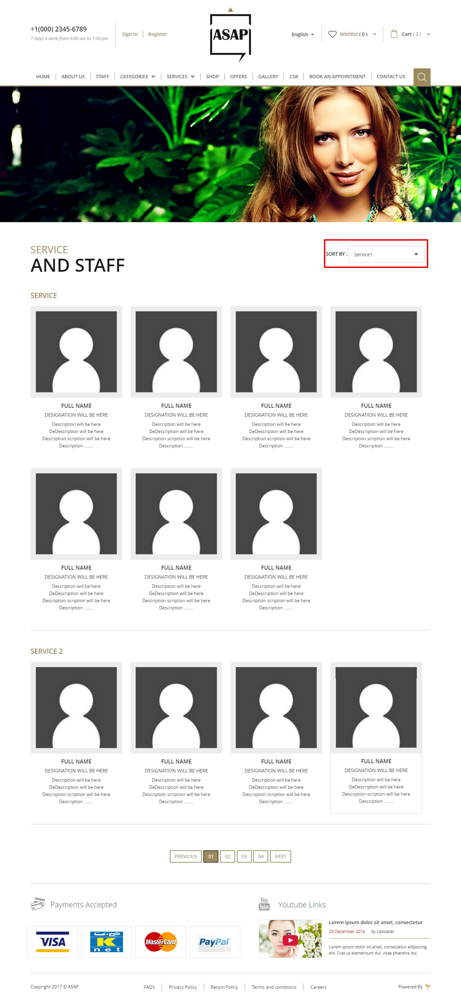 +1(000) 2345-6789
7 Days a week from 9:00 am to 7:00 pm
Sign In
Register
ASAP
English
Wishlist ( 0 )
Cart ( 2 )
HOME
ABOUT US
STAFF
CATEGORIES
SERVICES
SHOP
OFFERS
GALLERY
CSR
BOOK AN APPOINTMENT
CONTACT US
SERVICE
AND STAFF
SORT BY :
Service1
SERVICE
FULL NAME
DESIGNATION WILL BE HERE
Description will be here
DeDescription will be here
Description scription will be here
Description ........
FULL NAME
DESIGNATION WILL BE HERE
Description will be here
DeDescription will be here
Description scription will be here
Description ........
FULL NAME
DESIGNATION WILL BE HERE
Description will be here
DeDescription will be here
Description scription will be here
Description ........
FULL NAME
DESIGNATION WILL BE HERE
Description will be here
DeDescription will be here
Description scription will be here
Description ........
FULL NAME
DESIGNATION WILL BE HERE
Description will be here
DeDescription will be here
Description scription will be here
Description ........
FULL NAME
DESIGNATION WILL BE HERE
Description will be here
DeDescription will be here
Description scription will be here
Description ........
FULL NAME
DESIGNATION WILL BE HERE
Description will be here
DeDescription will be here
Description scription will be here
Description ........
SERVICE 2
FULL NAME
DESIGNATION WILL BE HERE
Description will be here
DeDescription will be here
Description scription will be here
Description ........
FULL NAME
DESIGNATION WILL BE HERE
Description will be here
DeDescription will be here
Description scription will be here
Description ........
FULL NAME
DESIGNATION WILL BE HERE
Description will be here
DeDescription will be here
Description scription will be here
Description ........
FULL NAME
DESIGNATION WILL BE HERE
Description will be here
DeDescription will be here
Description scription will be here
Description ........
PREVIOUS
01
02
03
04
NEXT
Payments Accepted
VISA
كي-نت
K
net
MasterCard
PayPal
You
Tube
Youtube Links
Lorem ipsum dolor sit amet, consectetur
29 December 2016
by Uploader
Lorem ipsum dolor sit amet, consectetur adipiscing
elit. Cras ut elementum dui, vitae pharetra dui.
Copyright 2017 © ASAP
FAQ's
Privacy Policy
Return Policy
Terms and conditions
Careers
Powered By